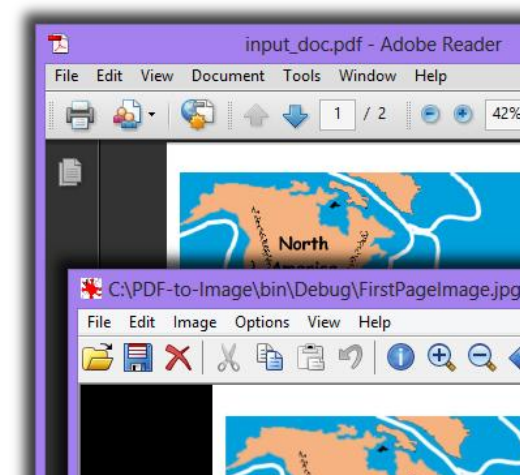 input_doc.pdf - Adobe Reader
File Edit View Document Tools Window Help
1 / 2 42%
North
America
C:\PDF-to-Image\bin\Debug\FirstPageImage.jpg
File Edit Image Options View Help